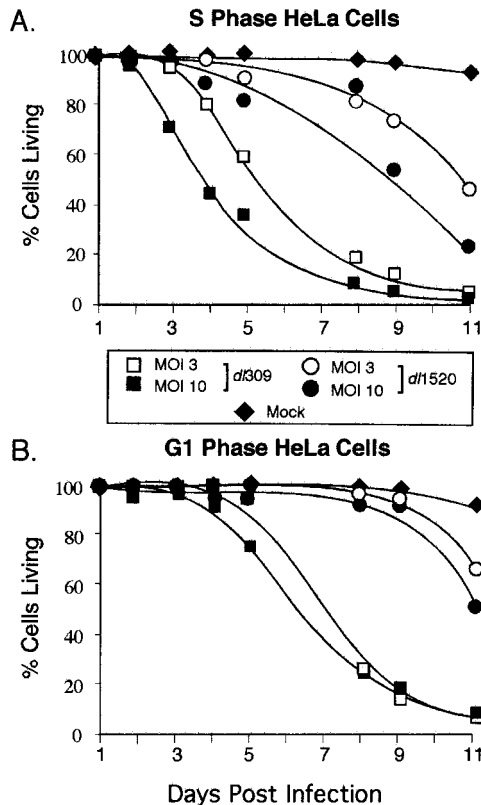 A.
S Phase HeLa Cells
% Cells Living
100
80
60
40
20
0
1 3 5 7 9 11
MOI 3 dl309 MOI 3 dl1520
MOI 10 MOI 10
Mock
B.
G1 Phase HeLa Cells
% Cells Living
100
80
60
40
20
0
1 3 5 7 9 11
Days Post Infection